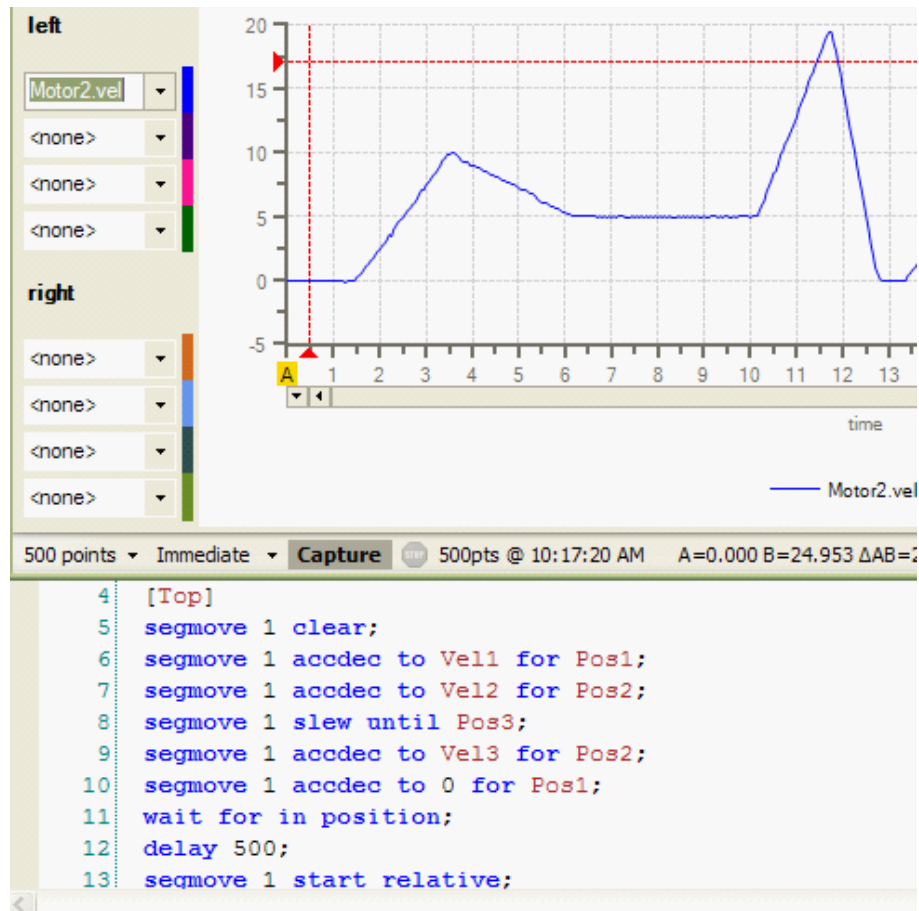 left
Motor2.vel
<none>
<none>
<none>
right
<none>
<none>
<none>
<none>
20
15
10
5
0
-5
A 1 2 3 4 5 6 7 8 9 10 11 12 13
time
Motor2.vel
500 points Immediate Capture STOP 500pts @ 10:17:20 AM A=0.000 B=24.953 ΔAB=2
4 [Top]
5 segmove 1 clear;
6 segmove 1 accdec to Vel1 for Pos1;
7 segmove 1 accdec to Vel2 for Pos2;
8 segmove 1 slew until Pos3;
9 segmove 1 accdec to Vel3 for Pos2;
10 segmove 1 accdec to 0 for Pos1;
11 wait for in position;
12 delay 500;
13 segmove 1 start relative;